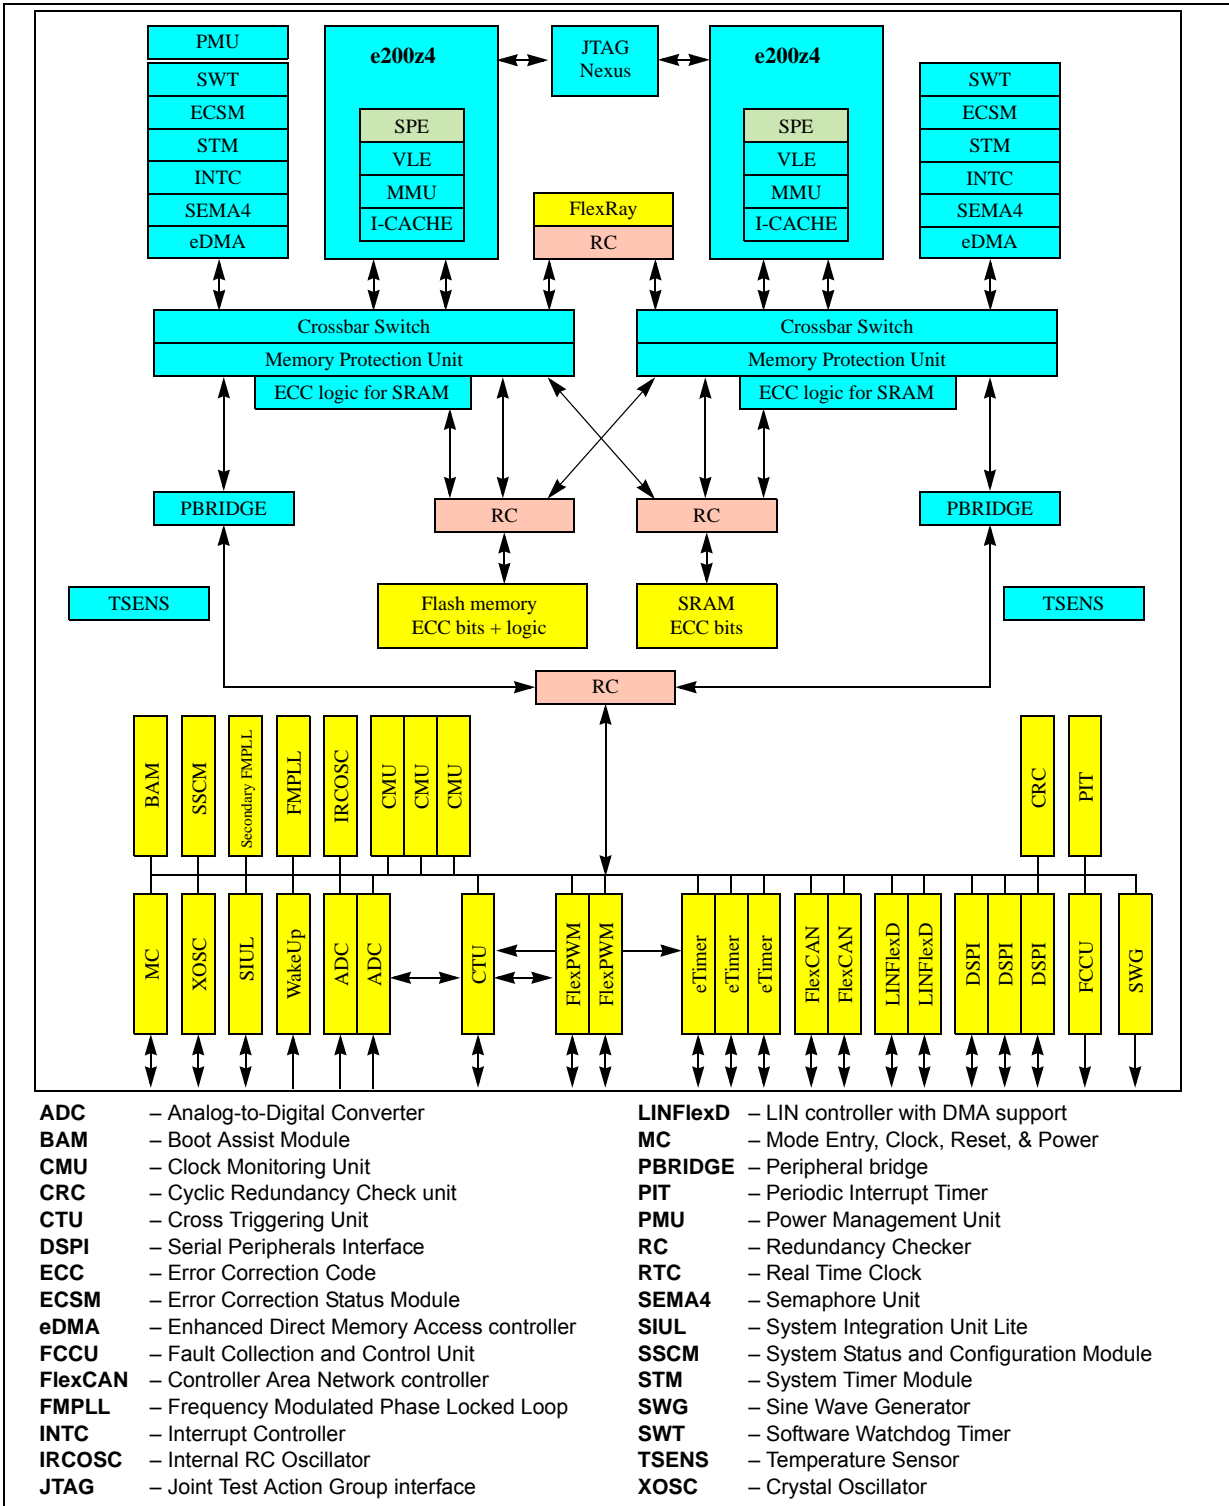 PMU
SWT
ECSM
STM
INTC
SEMA4
eDMA
e200z4
SPE
VLE
MMU
I-CACHE
JTAG
Nexus
FlexRay
RC
e200z4
SPE
VLE
MMU
I-CACHE
SWT
ECSM
STM
INTC
SEMA4
eDMA
Crossbar Switch
Memory Protection Unit
ECC logic for SRAM
Crossbar Switch
Memory Protection Unit
ECC logic for SRAM
PBRIDGE
RC
RC
PBRIDGE
TSENS
Flash memory
ECC bits + logic
SRAM
ECC bits
TSENS
RC
BAM
SSCM
Secondary FMPLL
FMPLL
IRCOSC
CMU
CMU
CMU
CRC
PIT
MC
XOSC
SIUL
WakeUp
ADC
ADC
CTU
FlexPWM
FlexPWM
eTimer
eTimer
eTimer
FlexCAN
FlexCAN
LINFlexD
LINFlexD
DSPI
DSPI
DSPI
FCCU
SWG
ADC – Analog-to-Digital Converter
BAM – Boot Assist Module
CMU – Clock Monitoring Unit
CRC – Cyclic Redundancy Check unit
CTU – Cross Triggering Unit
DSPI – Serial Peripherals Interface
ECC – Error Correction Code
ECSM – Error Correction Status Module
eDMA – Enhanced Direct Memory Access controller
FCCU – Fault Collection and Control Unit
FlexCAN – Controller Area Network controller
FMPLL – Frequency Modulated Phase Locked Loop
INTC – Interrupt Controller
IRCOSC – Internal RC Oscillator
JTAG – Joint Test Action Group interface
LINFlexD – LIN controller with DMA support
MC – Mode Entry, Clock, Reset, & Power
PBRIDGE – Peripheral bridge
PIT – Periodic Interrupt Timer
PMU – Power Management Unit
RC – Redundancy Checker
RTC – Real Time Clock
SEMA4 – Semaphore Unit
SIUL – System Integration Unit Lite
SSCM – System Status and Configuration Module
STM – System Timer Module
SWG – Sine Wave Generator
SWT – Software Watchdog Timer
TSENS – Temperature Sensor
XOSC – Crystal Oscillator